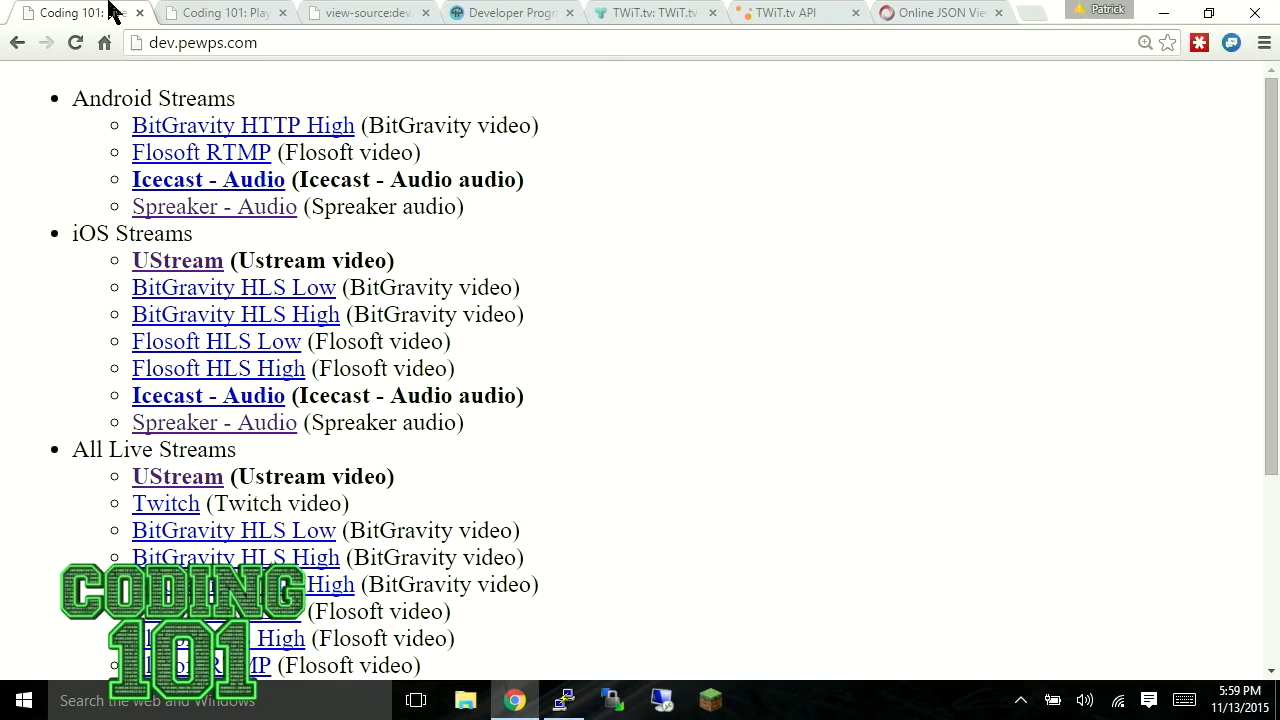 Coding 101:
Coding 101: Play
view-source:dev.
Developer Prog
TWiT.tv: TWiT.tv
TWiT.tv API
Online JSON Vie
Patrick
dev.pewps.com
Android Streams
BitGravity HTTP High (BitGravity video)
Flosoft RTMP (Flosoft video)
Icecast - Audio (Icecast - Audio audio)
Spreaker - Audio (Spreaker audio)
iOS Streams
UStream (Ustream video)
BitGravity HLS Low (BitGravity video)
BitGravity HLS High (BitGravity video)
Flosoft HLS Low (Flosoft video)
Flosoft HLS High (Flosoft video)
Icecast - Audio (Icecast - Audio audio)
Spreaker - Audio (Spreaker audio)
All Live Streams
UStream (Ustream video)
Twitch (Twitch video)
BitGravity HLS Low (BitGravity video)
BitGravity HLS High (BitGravity video)
High (BitGravity video)
(Flosoft video)
High (Flosoft video)
(Flosoft video)
CODING
101
Search the web and Windows
5:59 PM
11/13/2015